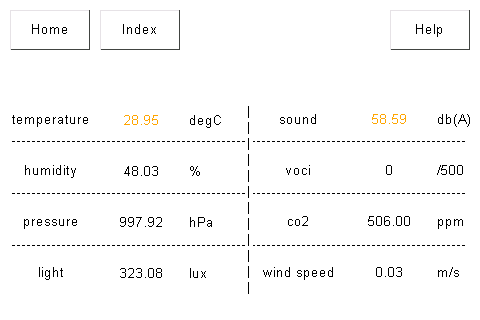 Home Index Help
temperature 28.95 degC sound 58.59 db(A)
humidity 48.03 % voci 0 /500
pressure 997.92 hPa co2 506.00 ppm
light 323.08 lux wind speed 0.03 m/s